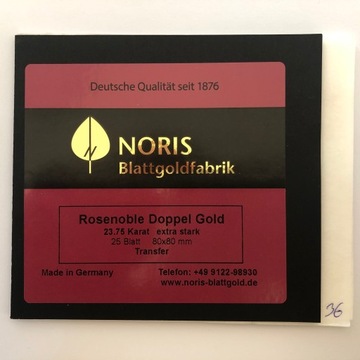 Deutsche Qualität seit 1876
NORIS
Blattgoldfabrik
Rosenoble Doppel Gold
23.75 Karat extra stark
25 Blatt 80x80 mm
Transfer
Made in Germany Telefon: +49 9122-98930
www.noris-blattgold.de
36